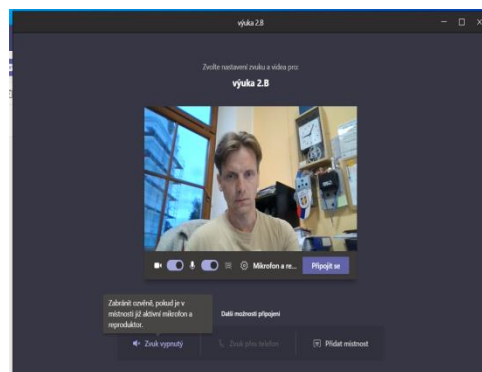 výuka 2.B
Zvolte nastavení zvuku a videa pro:
výuka 2.B
Mikrofon a re...
Připojit se
Zabránit ozvěně, pokud je v
místnosti již aktivní mikrofon a
reproduktor.
Další možnosti připojení
Zvuk vypnutý
Zvuk přes telefon
Přidat místnost